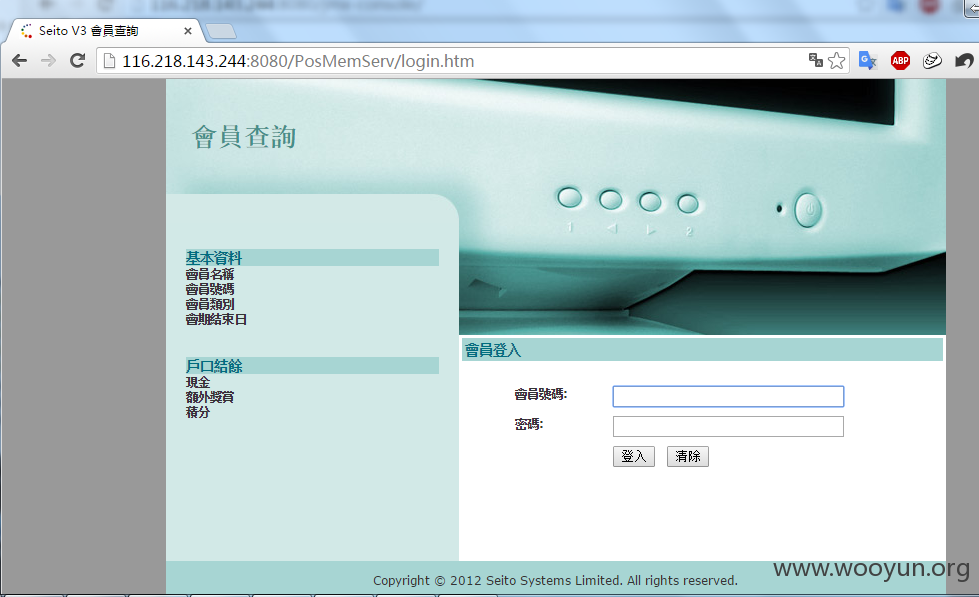 Seito V3 會員查詢
116.218.143.244:8080/PosMemServ/login.htm
ABP
會員查詢
1
2
基本資料
會員名稱
會員號碼
會員類別
會期結束日
戶口結餘
現金
額外獎賞
積分
會員登入
會員號碼:
密碼:
登入 清除
Copyright © 2012 Seito Systems Limited. All rights reserved.
www.wooyun.org